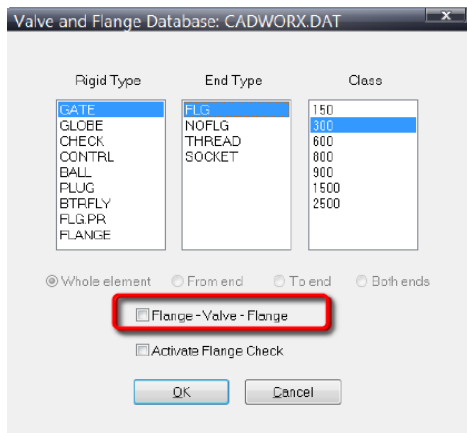 Valve and Flange Database: CADWORX.DAT
x
Rigid Type End Type Class
GATE FLG 150
GLOBE NOFLG 300
CHECK THREAD 600
CONTRL SOCKET 800
BALL 900
PLUG 1500
BTRFLY 2500
FLG.PR
FLANGE
Whole element From end To end Both ends
Flange - Valve - Flange
Activate Flange Check
OK Cancel